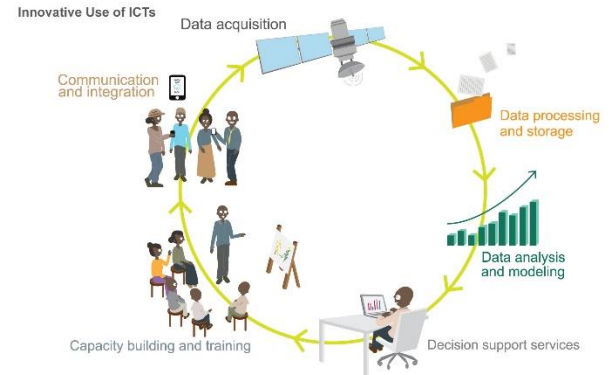 Innovative Use of ICTs
Data acquisition
Communication
and integration
Data processing
and storage
Data analysis
and modeling
Capacity building and training
Decision support services